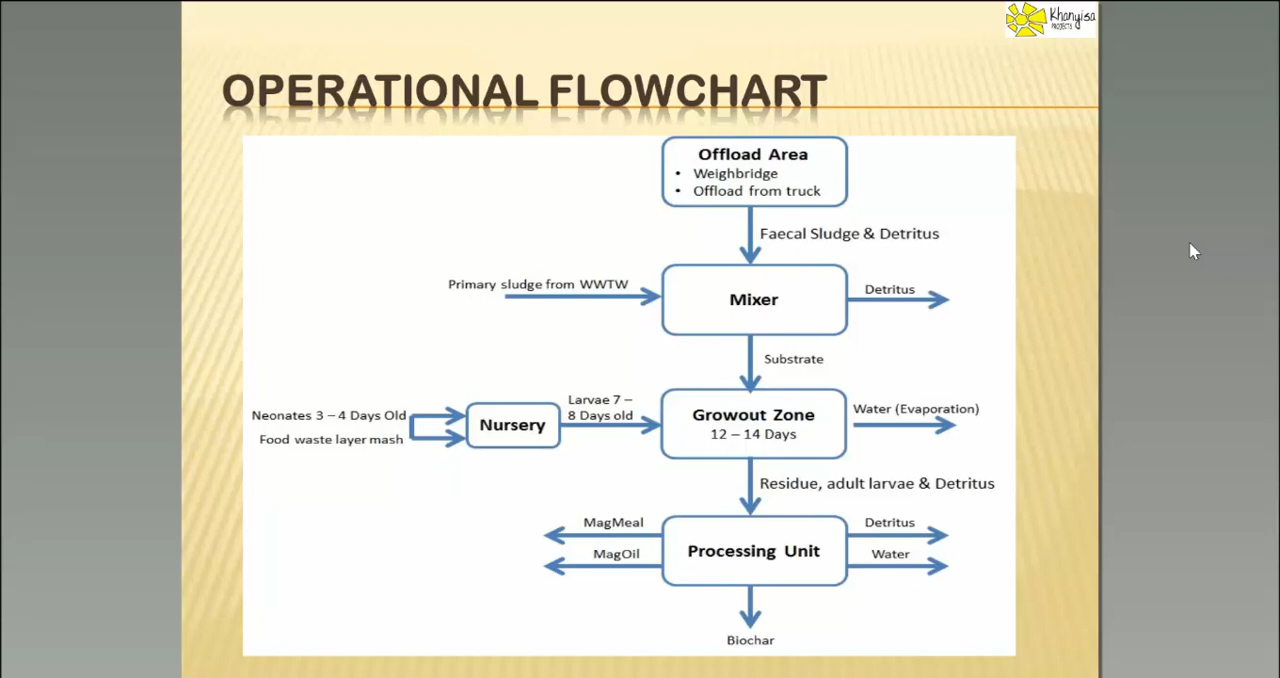 Khanyisa
PROJECTS
OPERATIONAL FLOWCHART
Offload Area
• Weighbridge
• Offload from truck
Faecal Sludge & Detritus
Primary sludge from WWTW
Mixer
Detritus
Substrate
Neonates 3 – 4 Days Old
Food waste layer mash
Nursery
Larvae 7 –
8 Days old
Growout Zone
12 – 14 Days
Water (Evaporation)
Residue, adult larvae & Detritus
MagMeal
MagOil
Processing Unit
Detritus
Water
Biochar